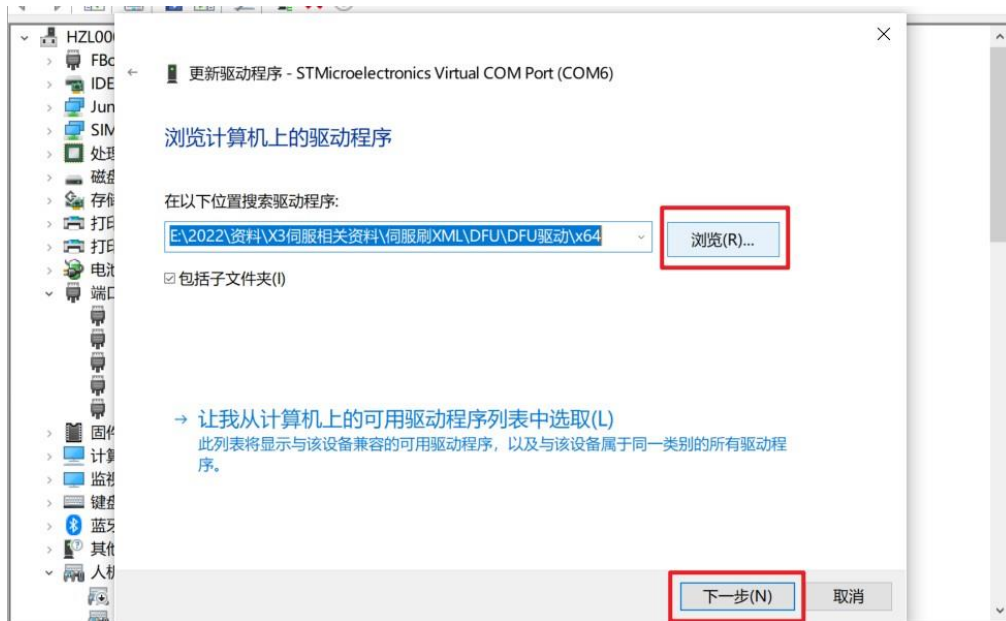 HZL00
FBc
IDE
Jun
SIM
处理
磁盘
存储
打印
打印
电池
端口
固件
计算
监视
键盘
蓝牙
其他
人机
更新驱动程序 - STMicroelectronics Virtual COM Port (COM6)
浏览计算机上的驱动程序
在以下位置搜索驱动程序:
E:\2022\资料\X3伺服相关资料\伺服刷XML\DFU\DFU驱动\x64
浏览(R)...
包括子文件夹(I)
→ 让我从计算机上的可用驱动程序列表中选取(L)
此列表将显示与该设备兼容的可用驱动程序，以及与该设备属于同一类别的所有驱动程
序。
下一步(N)
取消